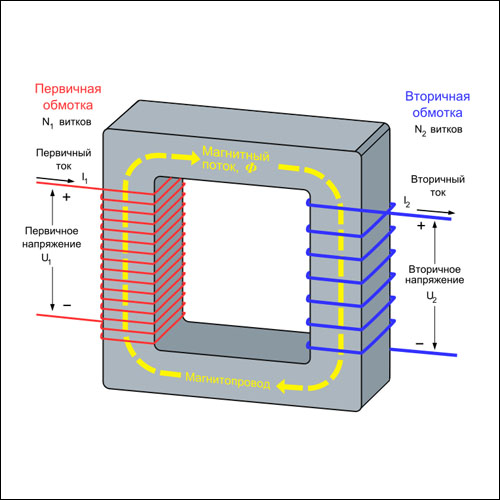 Первичная
обмотка
N1 витков
Первичный
ток
I1
+
Первичное
напряжение
U1
−
Магнитный
поток, Ф
Магнитопровод
Вторичная
обмотка
N2 витков
Вторичный
ток
I2
+
Вторичное
напряжение
U2
−